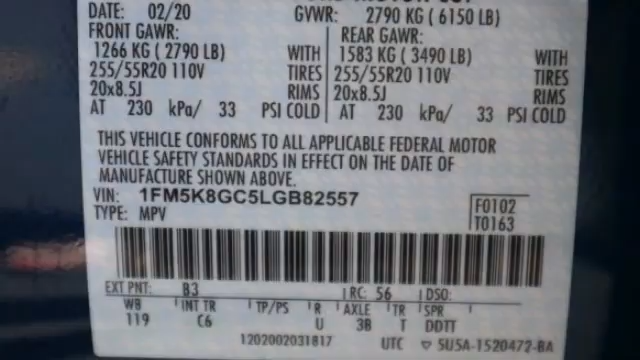 DATE: 02/20 GVWR: 2790 KG ( 6150 LB)
FRONT GAWR: REAR GAWR:
1266 KG ( 2790 LB) WITH 1583 KG ( 3490 LB) WITH
255/55R20 110V TIRES 255/55R20 110V TIRES
20x8.5J RIMS 20x8.5J RIMS
AT 230 kPa/ 33 PSI COLD AT 230 kPa/ 33 PSI COLD
THIS VEHICLE CONFORMS TO ALL APPLICABLE FEDERAL MOTOR
VEHICLE SAFETY STANDARDS IN EFFECT ON THE DATE OF
MANUFACTURE SHOWN ABOVE.
VIN: 1FM5K8GC5LGB82557 F0102
TYPE: MPV T0163
EXT PNT: B3 RC: 56 DSO:
WB INT TR TP/PS R AXLE TR SPR
119 C6 U 3B T DDTT
1202002031817 UTC 5U5A-1520472-BA